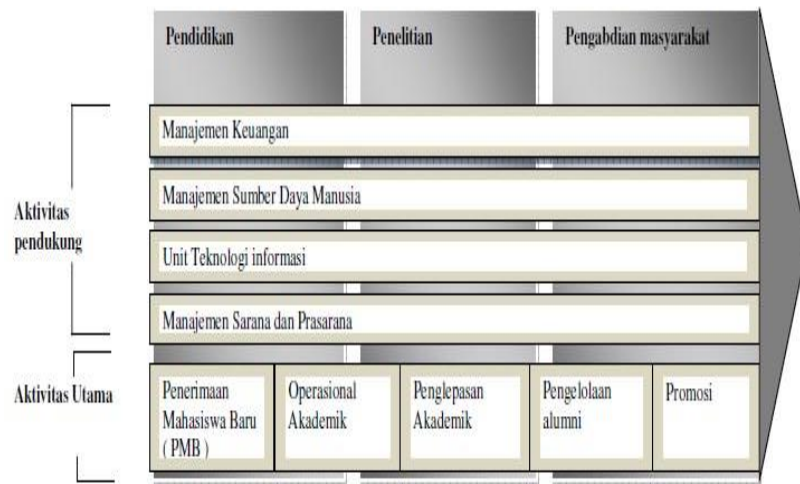 Pendidikan
Penelitian
Pengabdian masyarakat
Aktivitas
pendukung
Manajemen Keuangan
Manajemen Sumber Daya Manusia
Unit Teknologi informasi
Manajemen Sarana dan Prasarana
Aktivitas Utama
Penerimaan
Mahasiswa Baru
( PMB )
Operasional
Akademik
Penglepasan
Akademik
Pengelolaan
alumni
Promosi